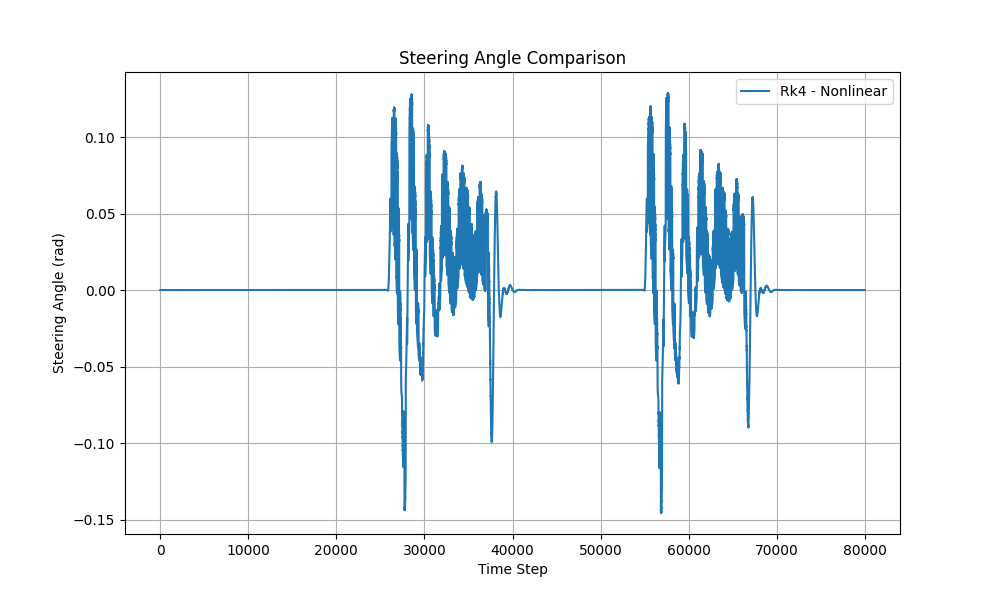 Steering Angle Comparison
Rk4 - Nonlinear
Steering Angle (rad)
0.10
0.05
0.00
−0.05
−0.10
−0.15
0 10000 20000 30000 40000 50000 60000 70000 80000
Time Step